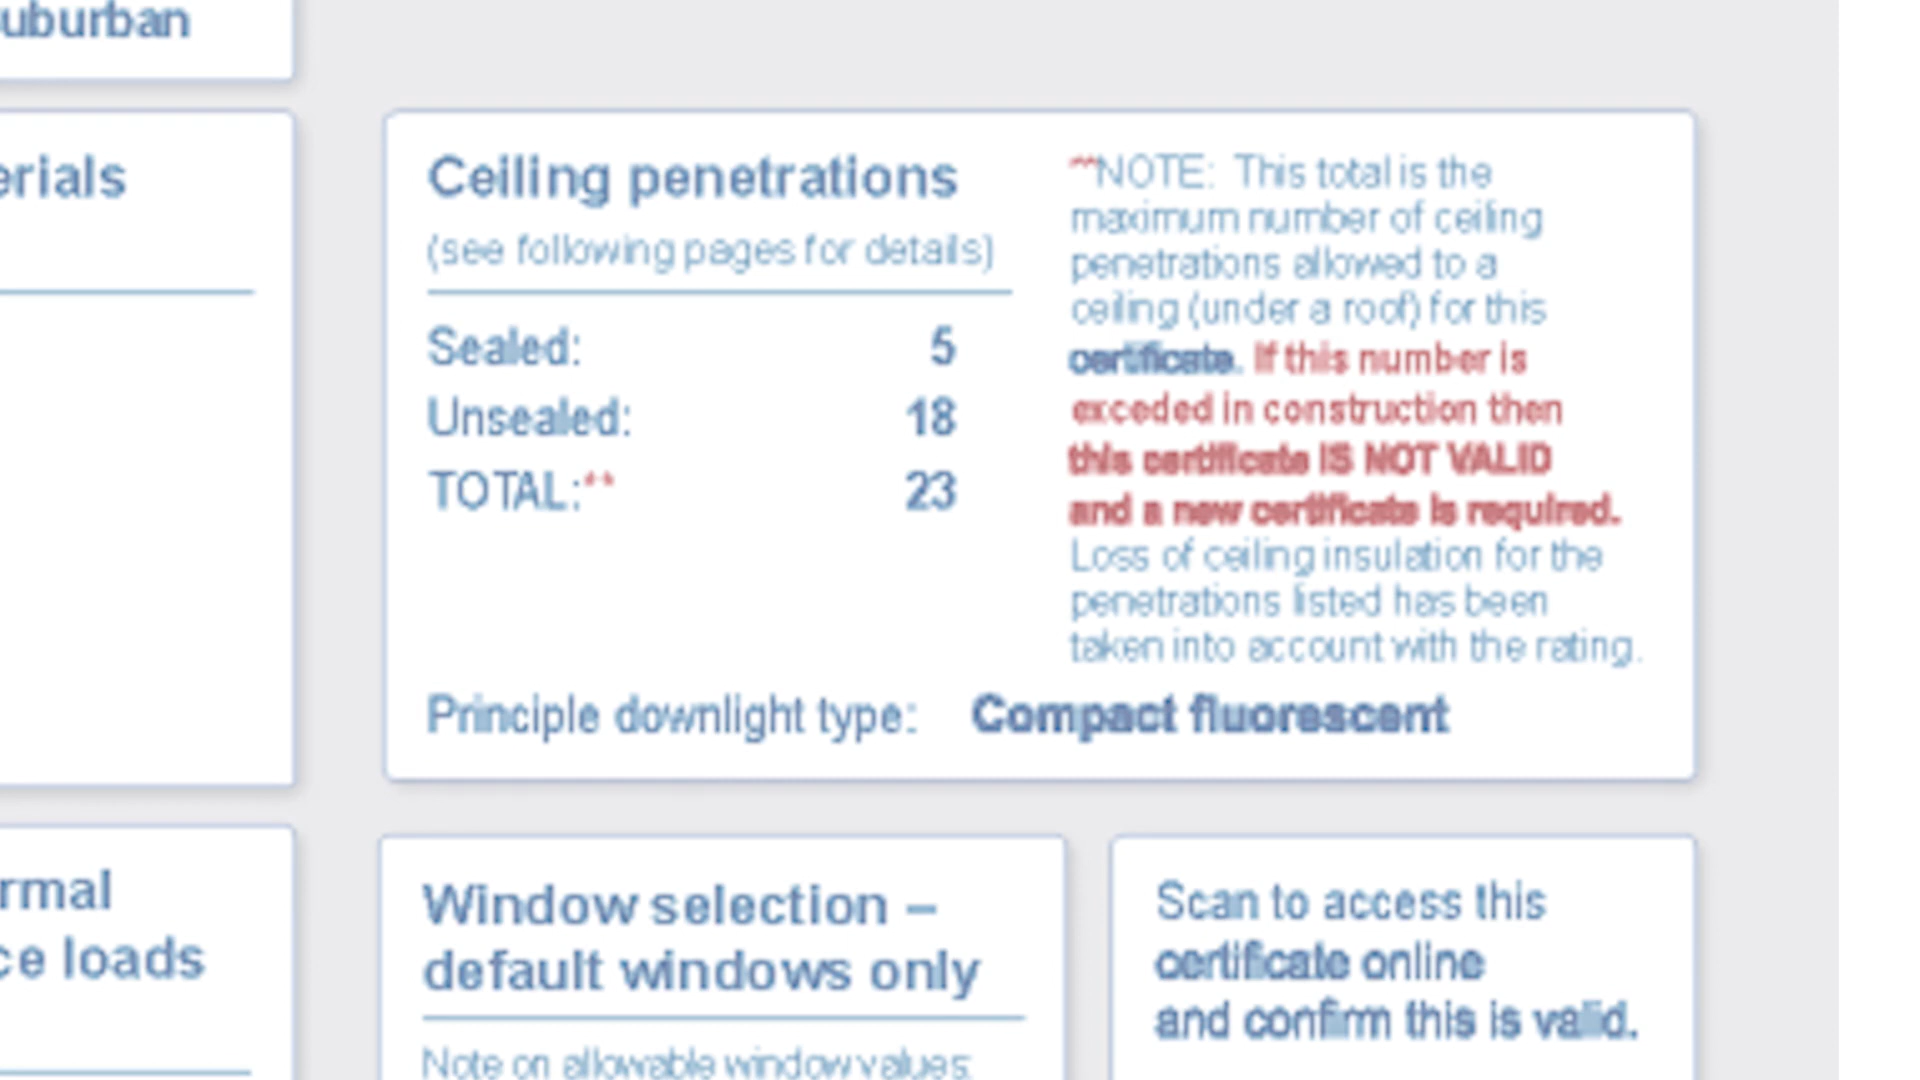 uburban
erials
Ceiling penetrations
(see following pages for details)
Sealed: 5
Unsealed: 18
TOTAL:** 23
**NOTE: This total is the
maximum number of ceiling
penetrations allowed to a
ceiling (under a roof) for this
certificate. If this number is
exceded in construction then
this certificate IS NOT VALID
and a new certificate is required.
Loss of ceiling insulation for the
penetrations listed has been
taken into account with the rating.
Principle downlight type: Compact fluorescent
rmal
ce loads
Window selection –
default windows only
Note on allowable window values:
Scan to access this
certificate online
and confirm this is valid.